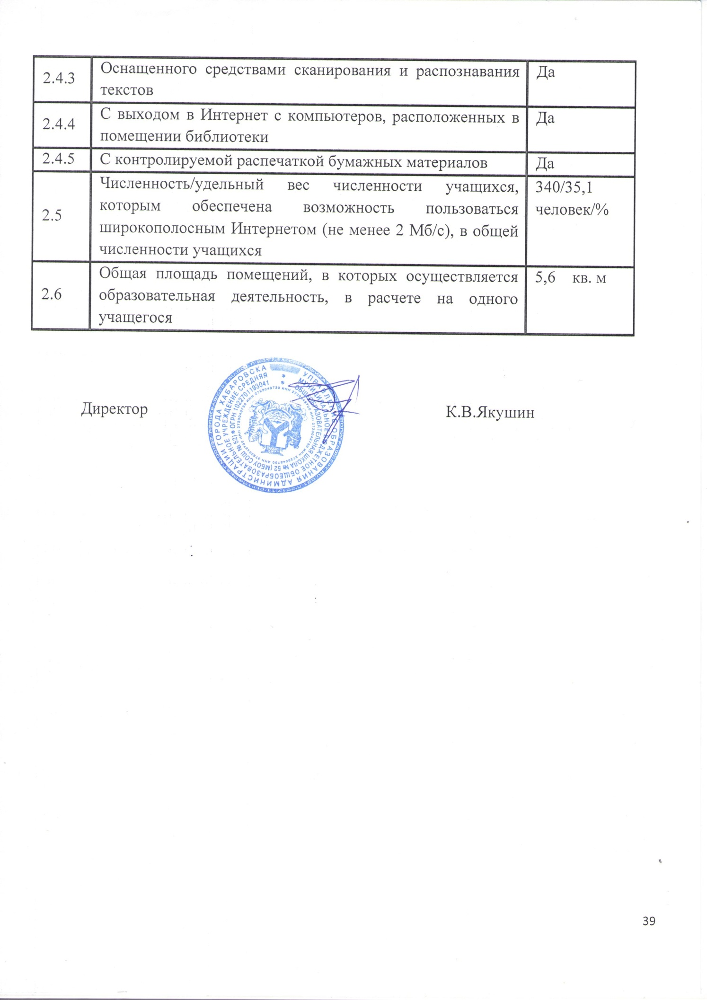 2.4.3
Оснащенного средствами сканирования и распознавания
текстов
Да
2.4.4
С выходом в Интернет с компьютеров, расположенных в
помещении библиотеки
Да
2.4.5
С контролируемой распечаткой бумажных материалов
Да
2.5
Численность/удельный вес численности учащихся,
которым обеспечена возможность пользоваться
широкополосным Интернетом (не менее 2 Мб/с), в общей
численности учащихся
340/35,1
человек/%
2.6
Общая площадь помещений, в которых осуществляется
образовательная деятельность, в расчете на одного
учащегося
5,6 кв. м
Директор
УПРАВЛЕНИЕ ОБРАЗОВАНИЯ АДМИНИСТРАЦИИ ГОРОДА ХАБАРОВСКА
* МУНИЦИПАЛЬНОЕ БЮДЖЕТНОЕ ОБЩЕОБРАЗОВАТЕЛЬНОЕ УЧРЕЖДЕНИЕ СРЕДНЯЯ
* ОБЩЕОБРАЗОВАТЕЛЬНАЯ ШКОЛА № 52 (МБОУ СОШ № 52) * ОГРН 1022701193041
ИНН 2723043730
К.В.Якушин
39